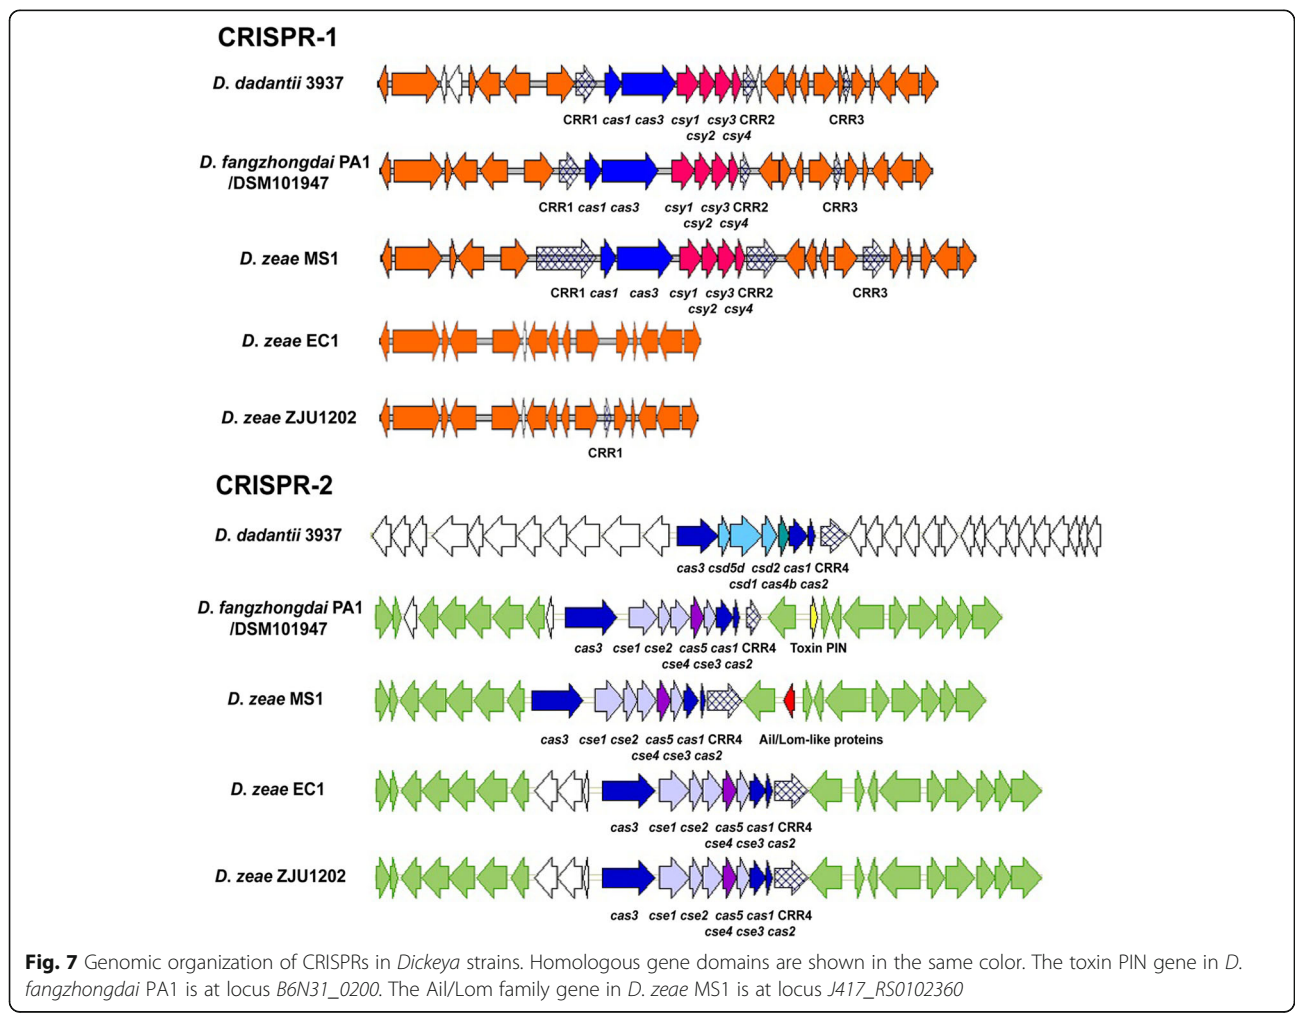 CRISPR-1
D. dadantii 3937
CRR1 cas1 cas3 csy1 csy3 CRR2 CRR3
csy2 csy4
D. fangzhongdai PA1
/DSM101947
CRR1 cas1 cas3 csy1 csy3 CRR2 CRR3
csy2 csy4
D. zeae MS1
CRR1 cas1 cas3 csy1 csy3 CRR2 CRR3
csy2 csy4
D. zeae EC1
D. zeae ZJU1202
CRR1
CRISPR-2
D. dadantii 3937
cas3 csd5d csd2 cas1 CRR4
csd1 cas4b cas2
D. fangzhongdai PA1
/DSM101947
cas3 cse1 cse2 cas5 cas1 CRR4 Toxin PIN
cse4 cse3 cas2
D. zeae MS1
cas3 cse1 cse2 cas5 cas1 CRR4 Ail/Lom-like proteins
cse4 cse3 cas2
D. zeae EC1
cas3 cse1 cse2 cas5 cas1 CRR4
cse4 cse3 cas2
D. zeae ZJU1202
cas3 cse1 cse2 cas5 cas1 CRR4
cse4 cse3 cas2
Fig. 7 Genomic organization of CRISPRs in Dickeya strains. Homologous gene domains are shown in the same color. The toxin PIN gene in D.
fangzhongdai PA1 is at locus B6N31_0200. The Ail/Lom family gene in D. zeae MS1 is at locus J417_RS0102360